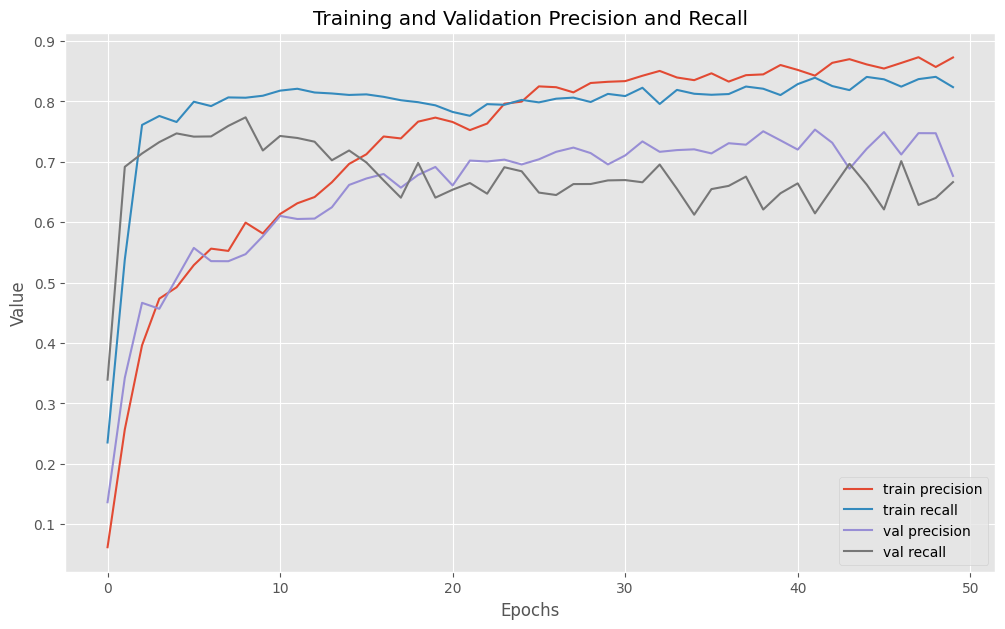 Training and Validation Precision and Recall
Value
0.9
0.8
0.7
0.6
0.5
0.4
0.3
0.2
0.1
0 10 20 30 40 50
Epochs
train precision
train recall
val precision
val recall